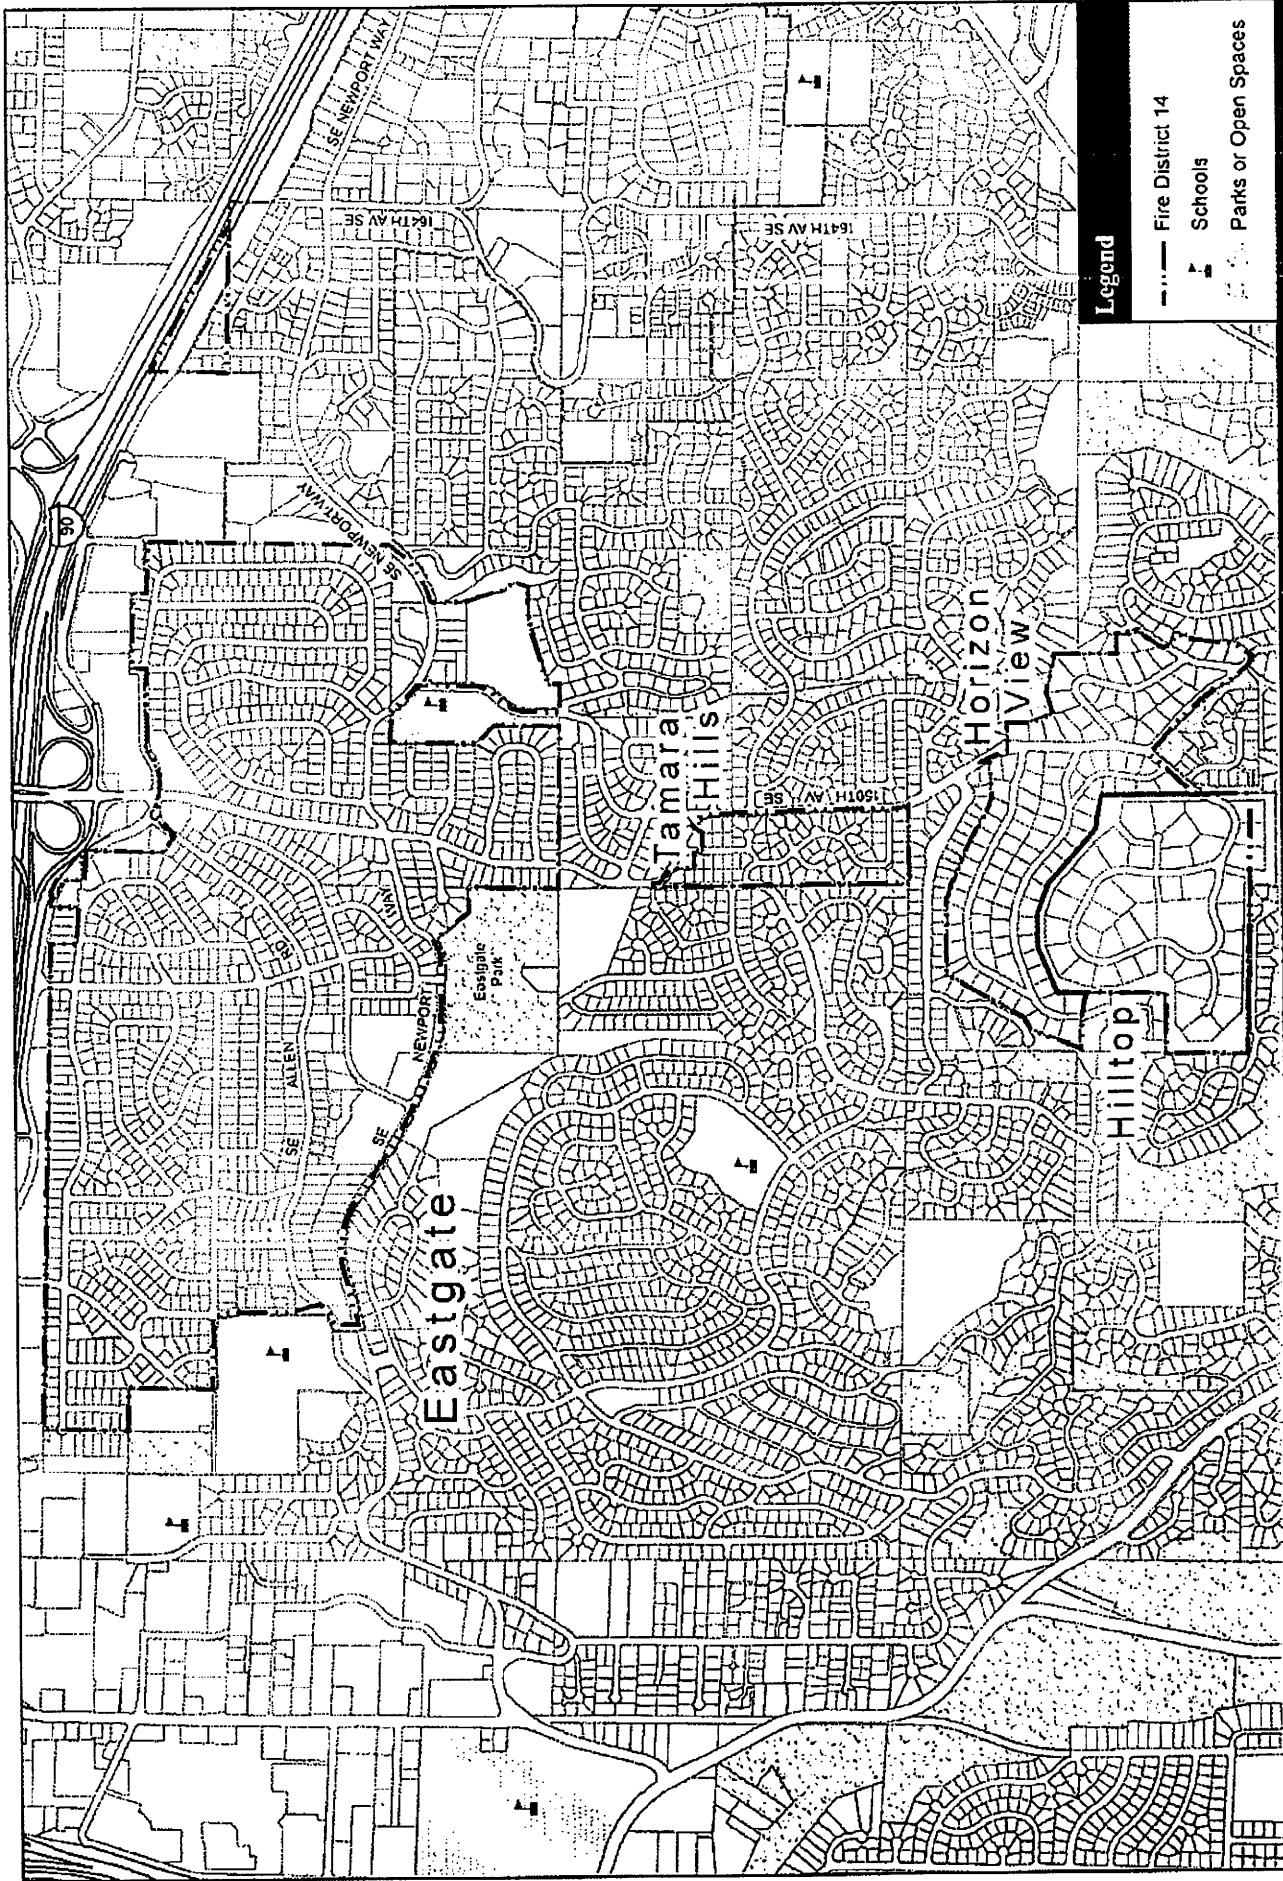 90
SE NEWPORT WAY
SE NEWPORT WAY
164TH AV SE
164TH AV SE
SE ALLEN RD
SE NEWPORT WAY
Eastgate
Park
Eastgate
Tamara
Hills
150TH AV SE
Horizon
View
Hilltop
Legend
Fire District 14
Schools
Parks or Open Spaces